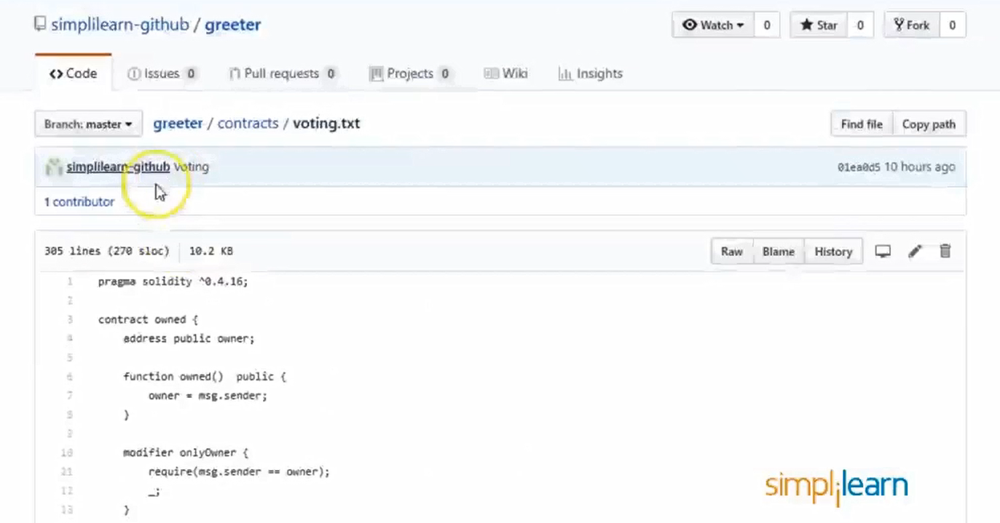 simplilearn-github / greeter
Watch 0 Star 0 Fork 0
Code Issues 0 Pull requests 0 Projects 0 Wiki Insights
Branch: master greeter / contracts / voting.txt Find file Copy path
simplilearn-github Voting 01ea0d5 10 hours ago
1 contributor
305 lines (270 sloc) 10.2 KB Raw Blame History
1 pragma solidity ^0.4.16;
2
3 contract owned {
4 address public owner;
5
6 function owned() public {
7 owner = msg.sender;
8 }
9
10 modifier onlyOwner {
11 require(msg.sender == owner);
12 _;
13 }
simplilearn